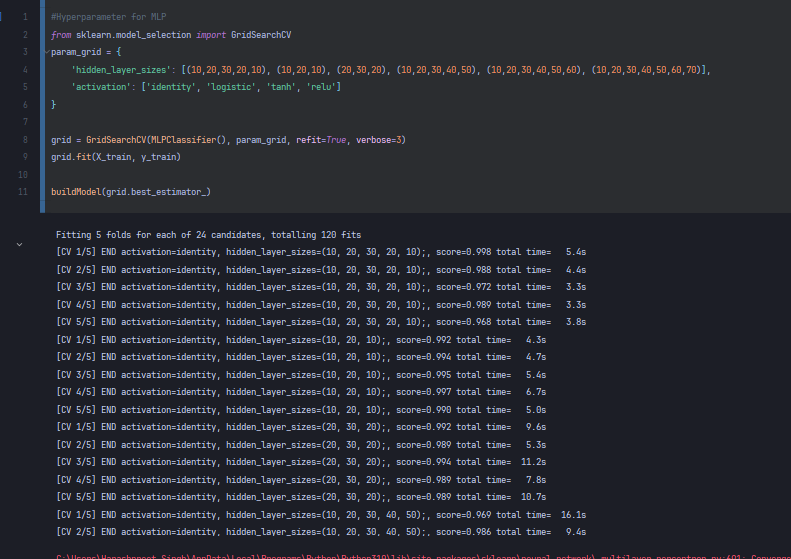 1 #Hyperparameter for MLP
2 from sklearn.model_selection import GridSearchCV
3 param_grid = {
4 'hidden_layer_sizes': [(10,20,30,20,10), (10,20,10), (20,30,20), (10,20,30,40,50), (10,20,30,40,50,60), (10,20,30,40,50,60,70)],
5 'activation': ['identity', 'logistic', 'tanh', 'relu']
6 }
7
8 grid = GridSearchCV(MLPClassifier(), param_grid, refit=True, verbose=3)
9 grid.fit(X_train, y_train)
10
11 buildModel(grid.best_estimator_)
Fitting 5 folds for each of 24 candidates, totalling 120 fits
[CV 1/5] END activation=identity, hidden_layer_sizes=(10, 20, 30, 20, 10);, score=0.998 total time=   5.4s
[CV 2/5] END activation=identity, hidden_layer_sizes=(10, 20, 30, 20, 10);, score=0.988 total time=   4.4s
[CV 3/5] END activation=identity, hidden_layer_sizes=(10, 20, 30, 20, 10);, score=0.972 total time=   3.3s
[CV 4/5] END activation=identity, hidden_layer_sizes=(10, 20, 30, 20, 10);, score=0.989 total time=   3.3s
[CV 5/5] END activation=identity, hidden_layer_sizes=(10, 20, 30, 20, 10);, score=0.968 total time=   3.8s
[CV 1/5] END activation=identity, hidden_layer_sizes=(10, 20, 10);, score=0.992 total time=   4.3s
[CV 2/5] END activation=identity, hidden_layer_sizes=(10, 20, 10);, score=0.994 total time=   4.7s
[CV 3/5] END activation=identity, hidden_layer_sizes=(10, 20, 10);, score=0.995 total time=   5.4s
[CV 4/5] END activation=identity, hidden_layer_sizes=(10, 20, 10);, score=0.997 total time=   6.7s
[CV 5/5] END activation=identity, hidden_layer_sizes=(10, 20, 10);, score=0.990 total time=   5.0s
[CV 1/5] END activation=identity, hidden_layer_sizes=(20, 30, 20);, score=0.992 total time=   9.6s
[CV 2/5] END activation=identity, hidden_layer_sizes=(20, 30, 20);, score=0.989 total time=   5.3s
[CV 3/5] END activation=identity, hidden_layer_sizes=(20, 30, 20);, score=0.994 total time=  11.2s
[CV 4/5] END activation=identity, hidden_layer_sizes=(20, 30, 20);, score=0.989 total time=   7.8s
[CV 5/5] END activation=identity, hidden_layer_sizes=(20, 30, 20);, score=0.989 total time=  10.7s
[CV 1/5] END activation=identity, hidden_layer_sizes=(10, 20, 30, 40, 50);, score=0.969 total time=  16.1s
[CV 2/5] END activation=identity, hidden_layer_sizes=(10, 20, 30, 40, 50);, score=0.986 total time=   9.4s